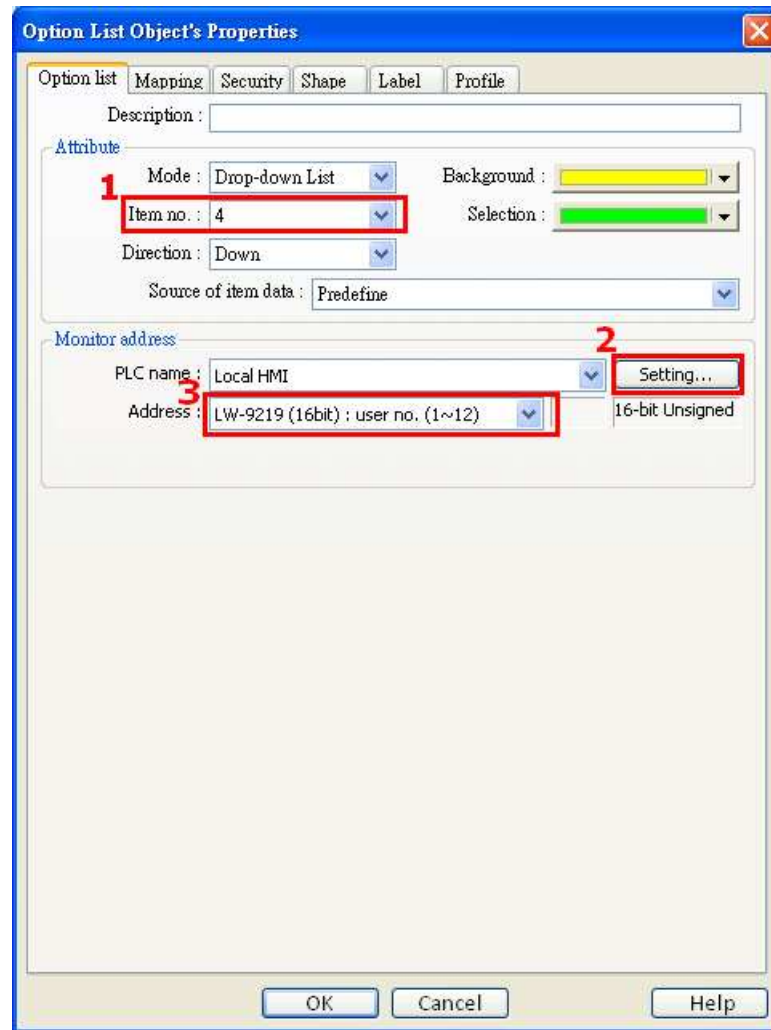 Option List Object's Properties
Option list Mapping Security Shape Label Profile
Description :
Attribute
Mode : Drop-down List Background :
1
Item no. : 4 Selection :
Direction : Down
Source of item data : Predefine
Monitor address
2
PLC name : Local HMI Setting...
3
Address : LW-9219 (16bit) : user no. (1~12) 16-bit Unsigned
OK Cancel Help